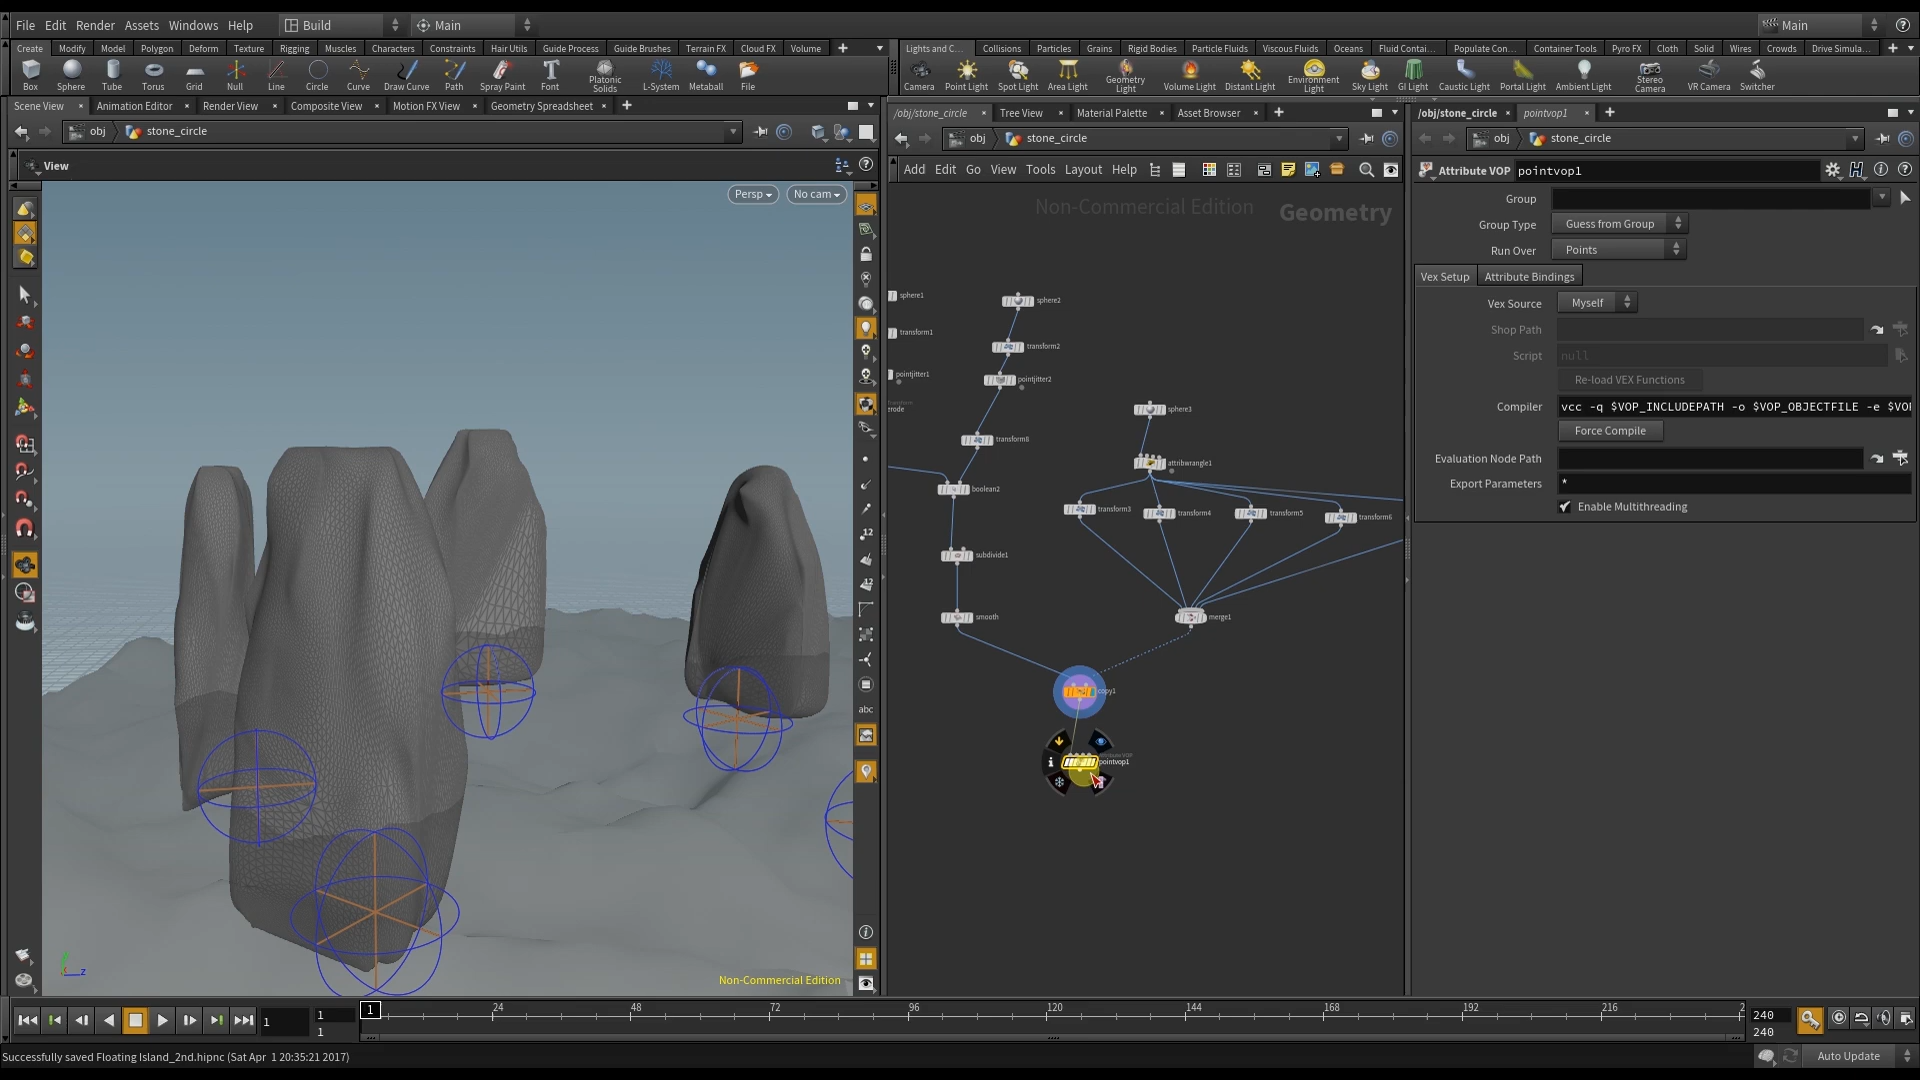 File Edit Render Assets Windows Help Build Main Main
Create Modify Model Polygon Deform Texture Rigging Muscles Characters Constraints Hair Utils Guide Process Guide Brushes Terrain FX Cloud FX Volume
Lights and C... Collisions Particles Grains Rigid Bodies Particle Fluids Viscous Fluids Oceans Fluid Contai... Populate Con... Container Tools Pyro FX Cloth Solid Wires Crowds Drive Simula...
Box Sphere Tube Torus Grid Null Line Circle Curve Draw Curve Path Spray Paint Font Platonic Solids L-System Metaball File
Camera Point Light Spot Light Area Light Geometry Light Volume Light Distant Light Environment Light Sky Light GI Light Caustic Light Portal Light Ambient Light Stereo Camera VR Camera Switcher
Scene View Animation Editor Render View Composite View Motion FX View Geometry Spreadsheet
/obj/stone_circle Tree View Material Palette Asset Browser
/obj/stone_circle pointvop1
obj stone_circle
obj stone_circle
obj stone_circle
View
Persp No cam
Add Edit Go View Tools Layout Help
Non-Commercial Edition Geometry
sphere1
sphere2
transform1
transform2
pointjitter1
pointjitter2
erode
sphere3
transform8
attribwrangle1
boolean2
transform3
transform4
transform5
transform6
subdivide1
smooth
merge1
copy1
Attribute VOP
pointvop1
Attribute VOP pointvop1
Group
Group Type Guess from Group
Run Over Points
Vex Setup Attribute Bindings
Vex Source Myself
Shop Path
Script null
Re-load VEX Functions
Compiler vcc -q $VOP_INCLUDEPATH -o $VOP_OBJECTFILE -e $VO
Force Compile
Evaluation Node Path
Export Parameters *
Enable Multithreading
12
12
abc
z
Non-Commercial Edition
1 1 1 1 24 48 72 96 120 144 168 192 216 2 240 240
Successfully saved Floating Island_2nd.hipnc (Sat Apr 1 20:35:21 2017)
Auto Update